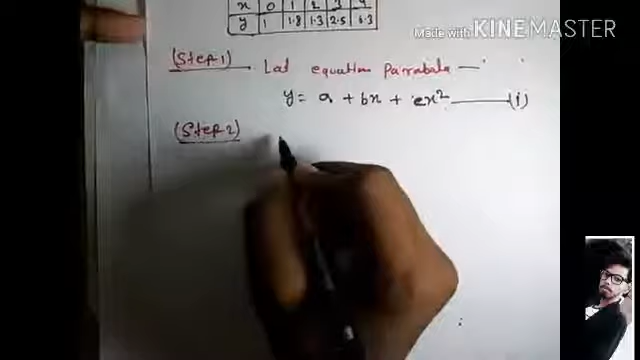 Made with KINEMASTER
x 0 1 2 3 4
y 1 1.8 1.3 2.5 6.3
(Step-1) Let equation Parrabola —
y = a + bx + cx² —— (i)
(Step-2)